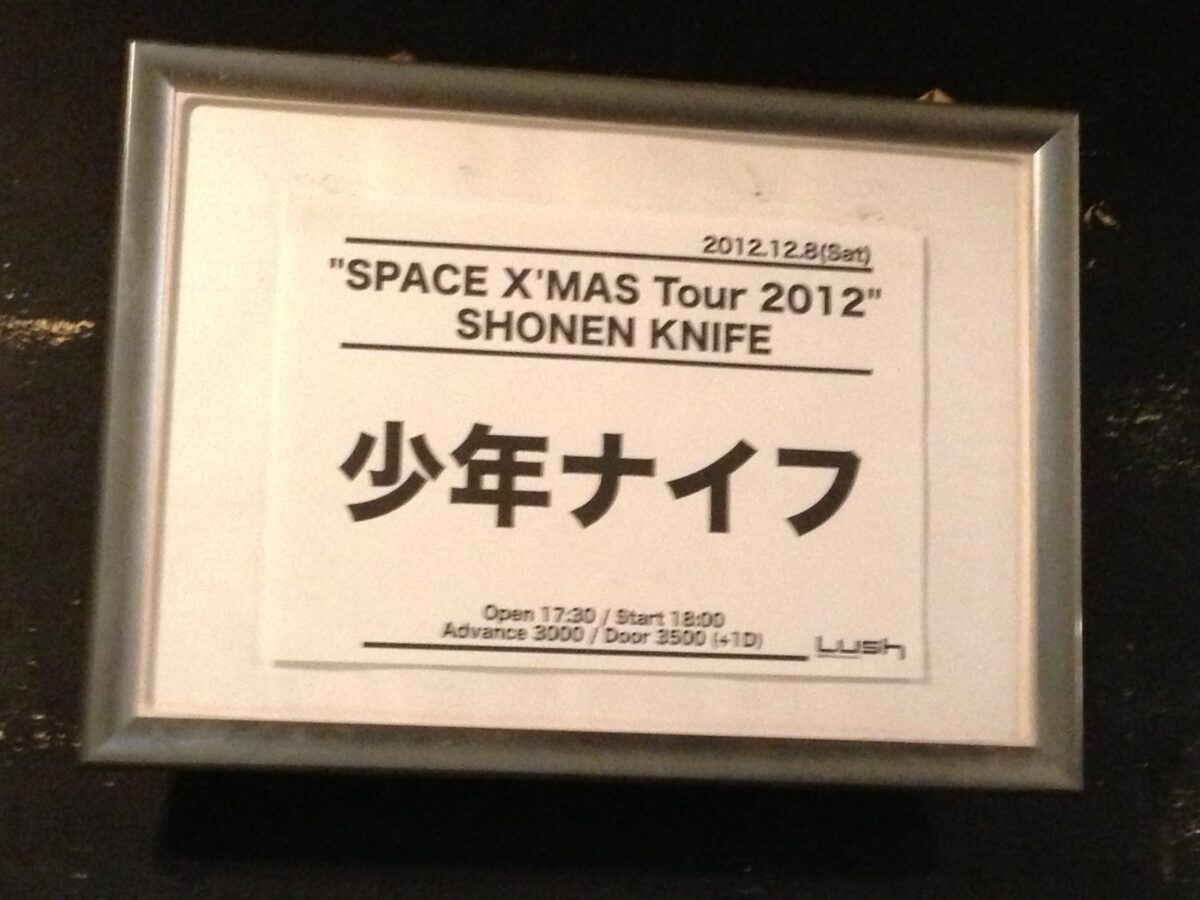 2012.12.8(Sat)
"SPACE X'MAS Tour 2012"
SHONEN KNIFE
少年ナイフ
Open 17:30 / Start 18:00
Advance 3000 / Door 3500 (+1D)
Lush